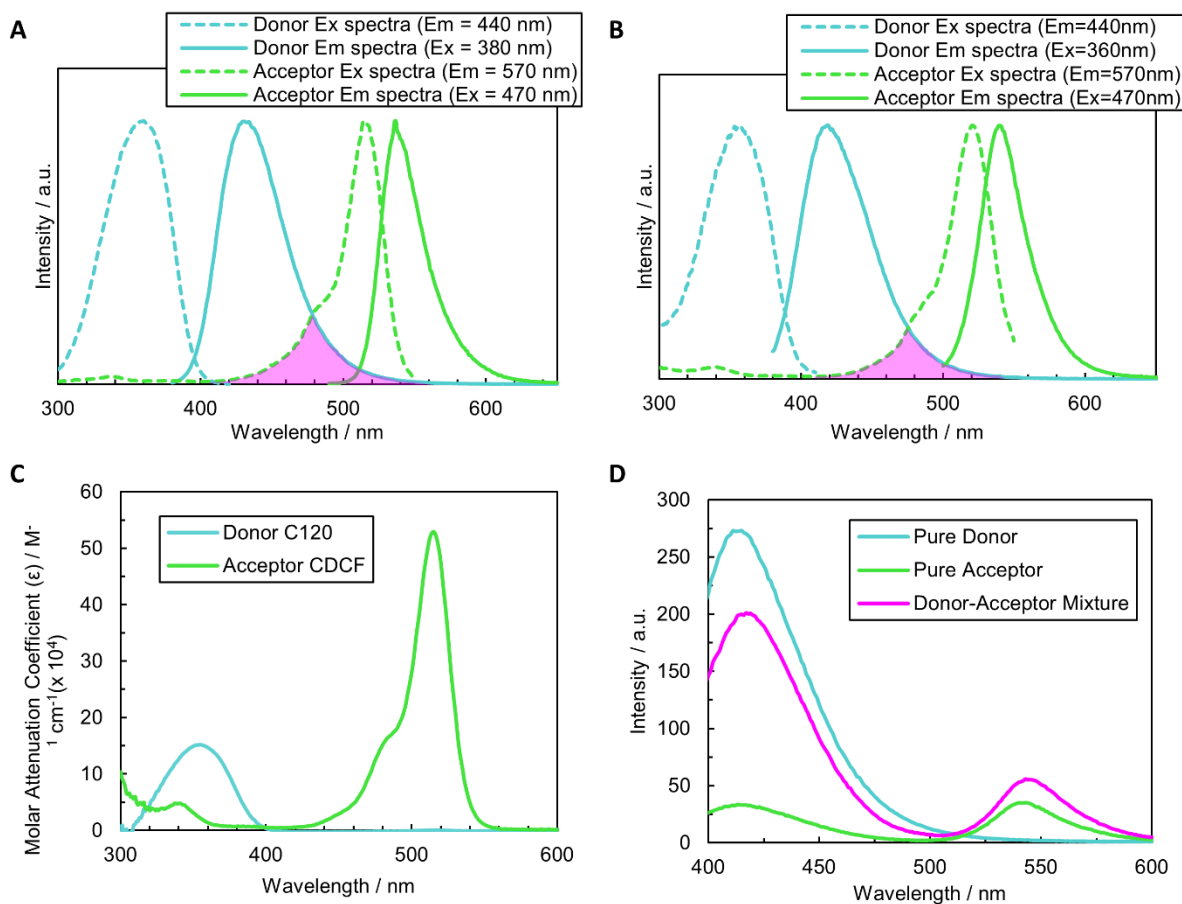 A
Donor Ex spectra (Em = 440 nm)
Donor Em spectra (Ex = 380 nm)
Acceptor Ex spectra (Em = 570 nm)
Acceptor Em spectra (Ex = 470 nm)
Intensity / a.u.
300 400 500 600
Wavelength / nm
B
Donor Ex spectra (Em=440nm)
Donor Em spectra (Ex=360nm)
Acceptor Ex spectra (Em=570nm)
Acceptor Em spectra (Ex=470nm)
Intensity / a.u.
300 400 500 600
Wavelength / nm
C
Molar Attenuation Coefficient (ε) / M-
1 cm-1(x 104)
60
50
40
30
20
10
0
Donor C120
Acceptor CDCF
300 400 500 600
Wavelength / nm
D
Intensity / a.u.
300
250
200
150
100
50
0
Pure Donor
Pure Acceptor
Donor-Acceptor Mixture
400 450 500 550 600
Wavelength / nm